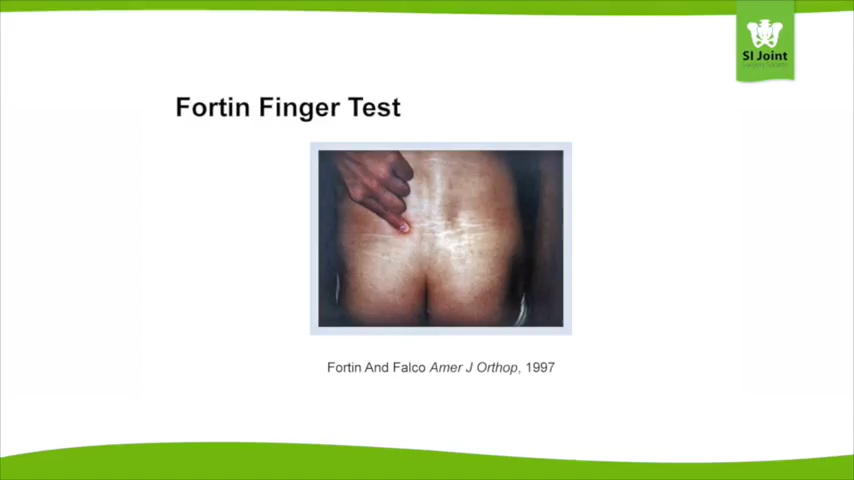 SI Joint
Fortin Finger Test
Fortin And Falco Amer J Orthop, 1997